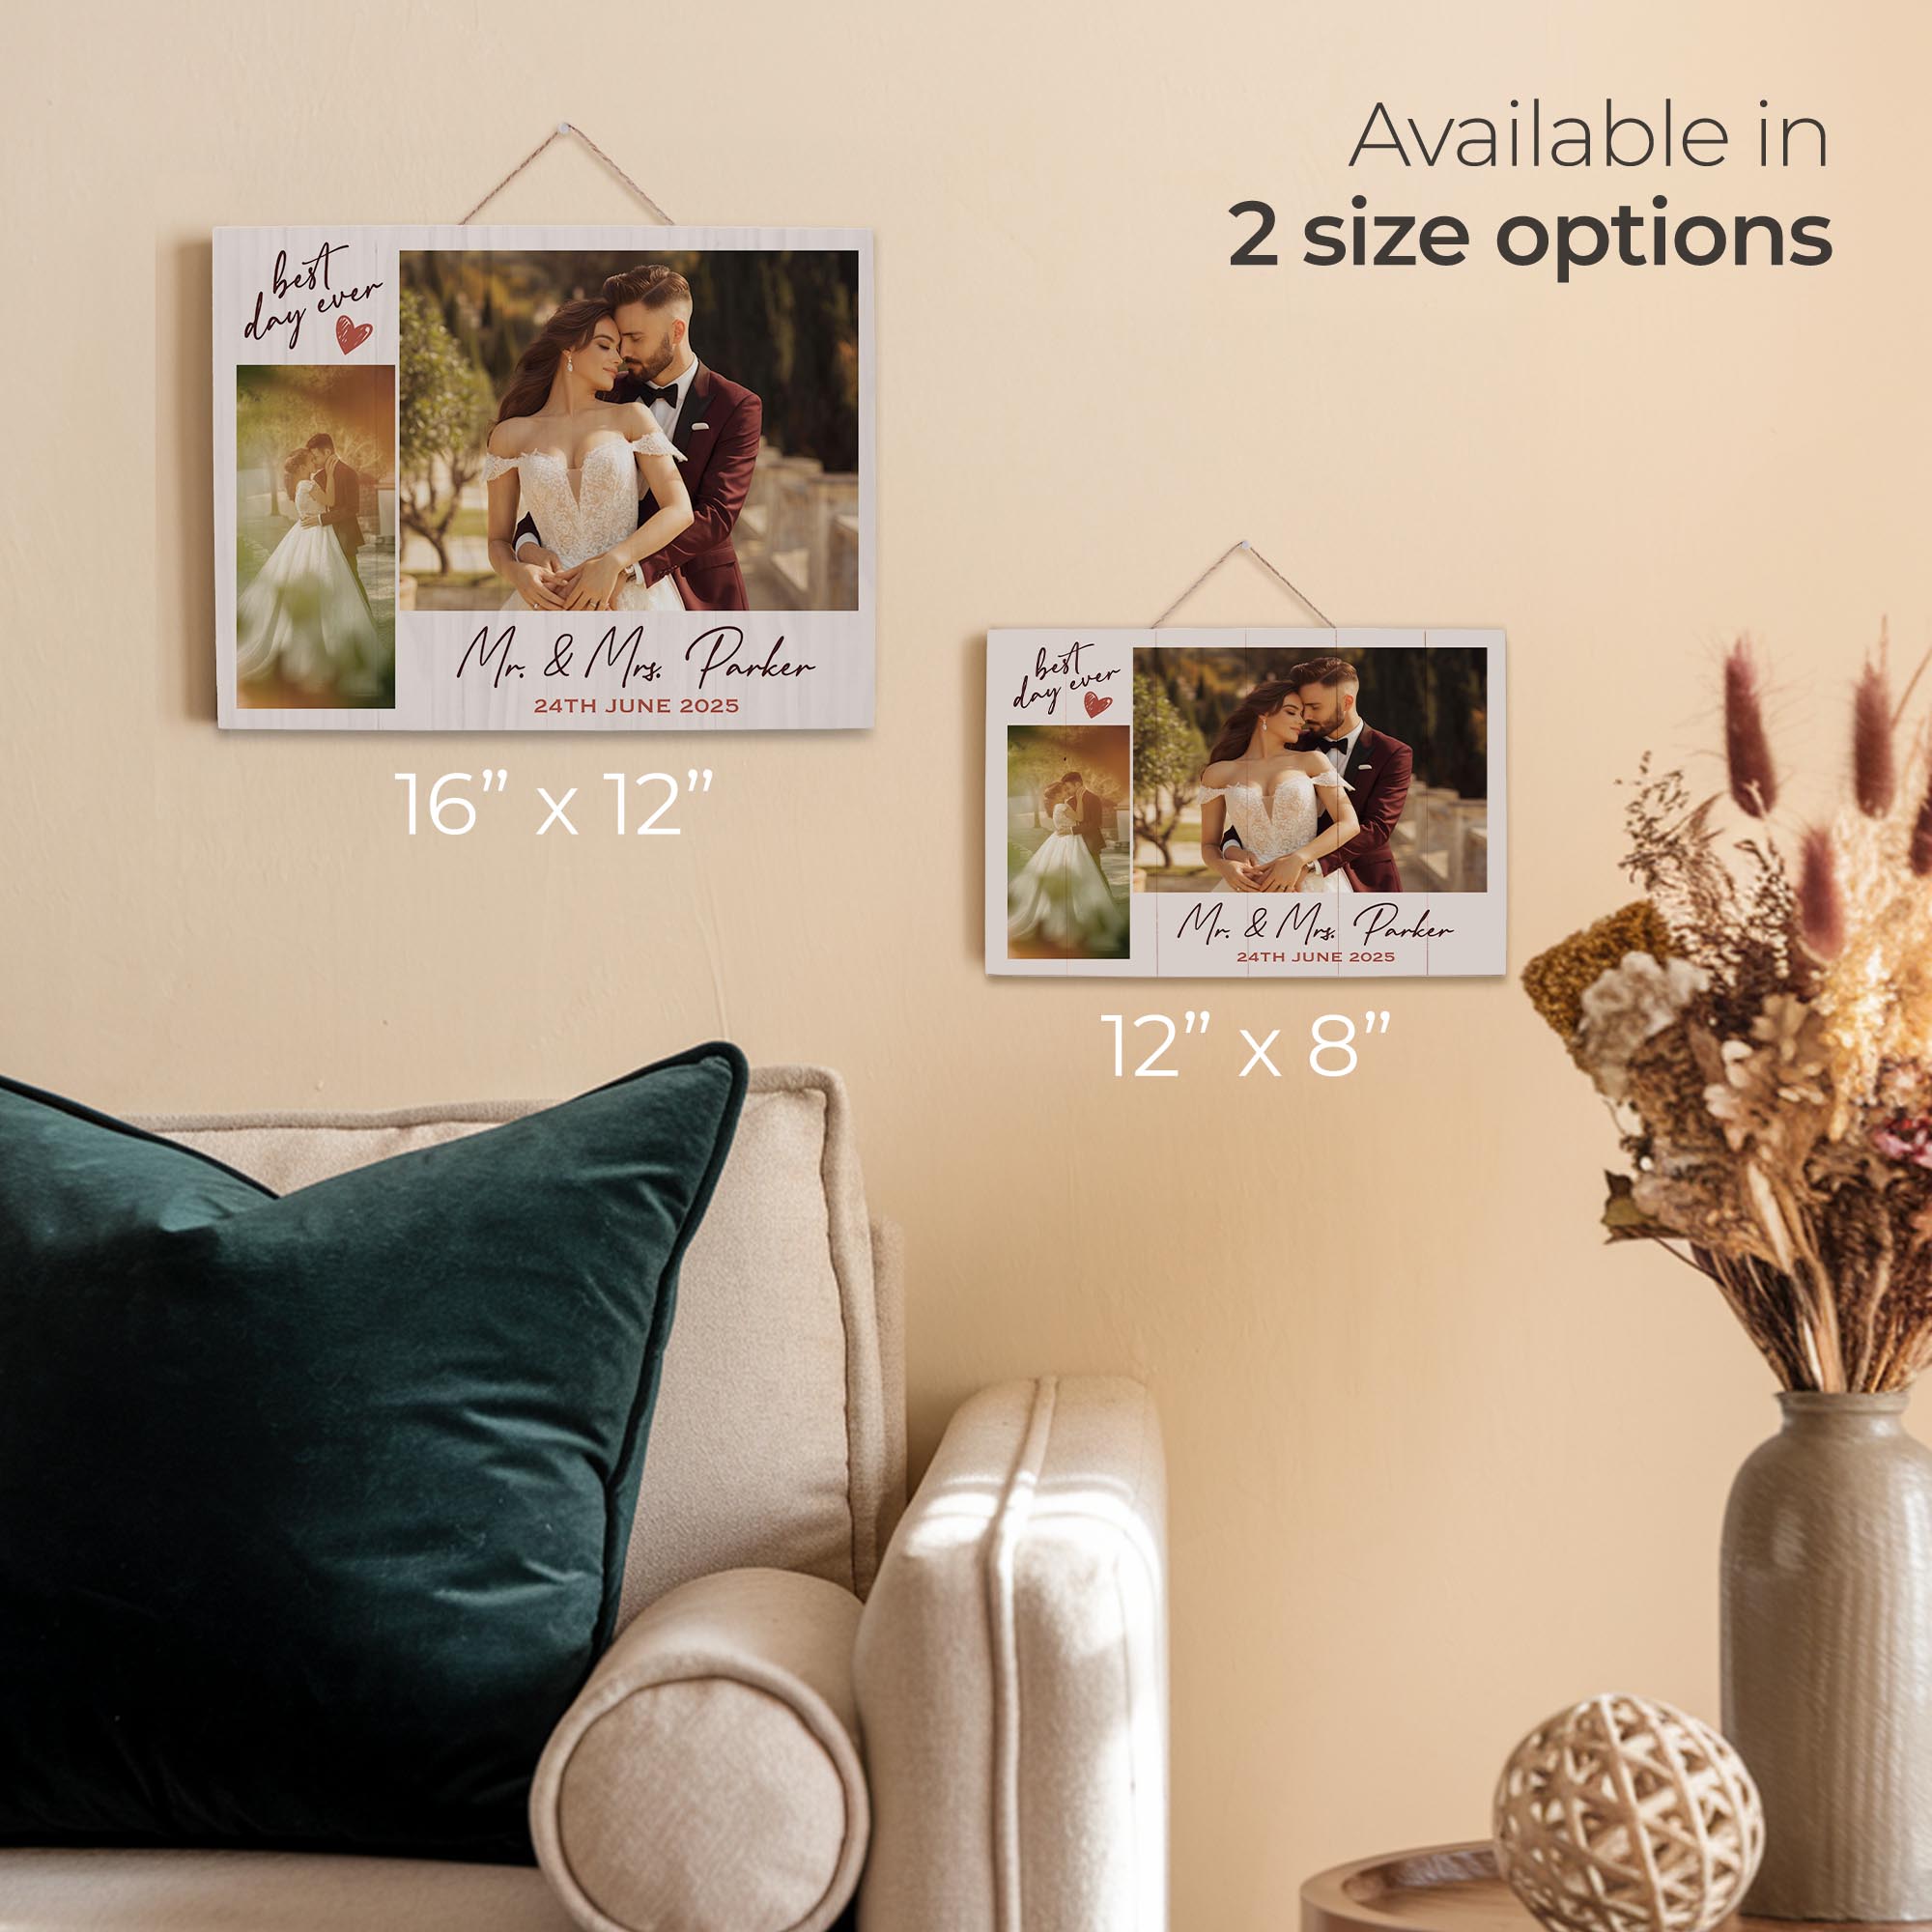 Available in
2 size options
best
day ever
Mr. & Mrs. Parker
24TH JUNE 2025
16” x 12”
best
day ever
Mr. & Mrs. Parker
24TH JUNE 2025
12” x 8”